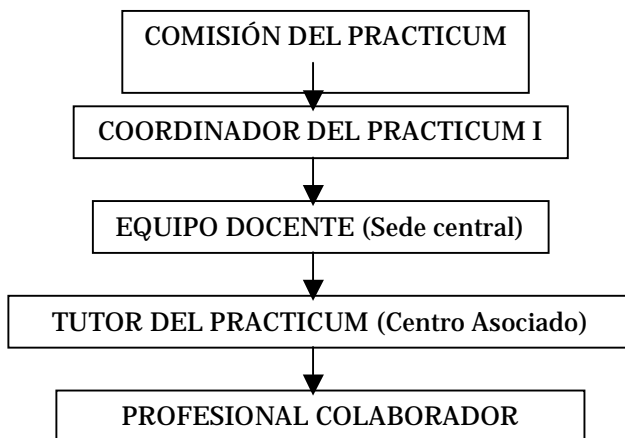 COMISIÓN DEL PRACTICUM
COORDINADOR DEL PRACTICUM I
EQUIPO DOCENTE (Sede central)
TUTOR DEL PRACTICUM (Centro Asociado)
PROFESIONAL COLABORADOR